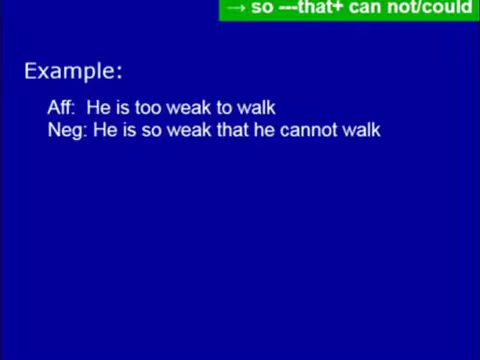 → so ---that+ can not/could
Example:
Aff: He is too weak to walk
Neg: He is so weak that he cannot walk